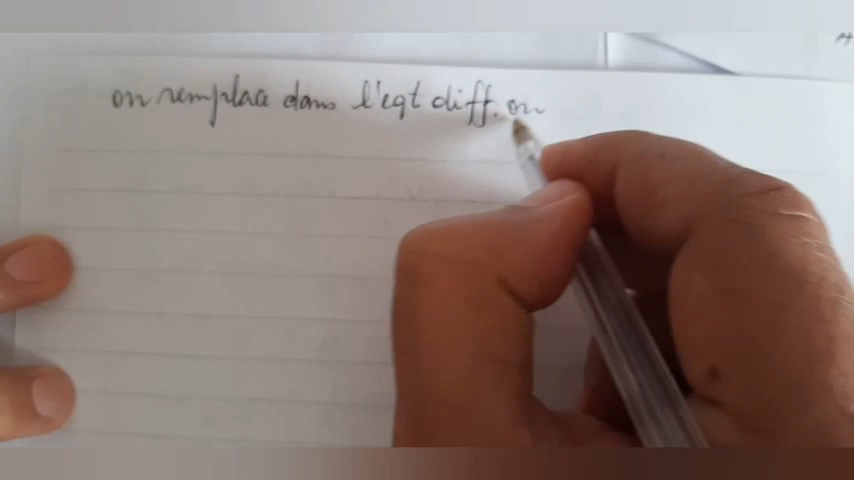 on remplace dans l'eqt diff. on